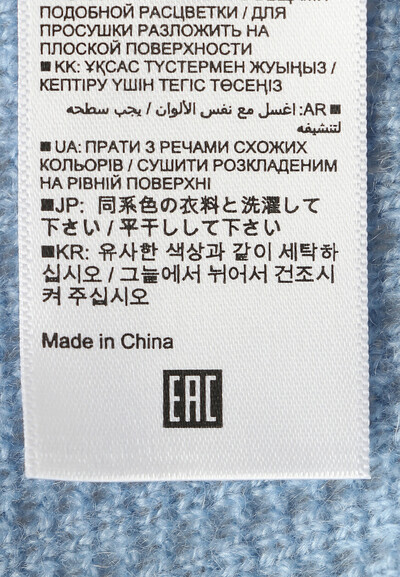 ПОДОБНОЙ РАСЦВЕТКИ / ДЛЯ
ПРОСУШКИ РАЗЛОЖИТЬ НА
ПЛОСКОЙ ПОВЕРХНОСТИ
■ KK: ҰҚСАС ТҮСТЕРМЕН ЖУЫҢЫЗ /
КЕПТІРУ ҮШІН ТЕГІС ТӨСЕҢІЗ
■ AR: اغسل مع نفس الألوان / يجب سطحه
لتنشيفه
■ UA: ПРАТИ З РЕЧАМИ СХОЖИХ
КОЛЬОРІВ / СУШИТИ РОЗКЛАДЕНИМ
НА РІВНІЙ ПОВЕРХНІ
■JP: 同系色の衣料と洗濯して
下さい / 平干しして下さい
■KR: 유사한 색상과 같이 세탁하
십시오 / 그늘에서 뉘어서 건조시
켜 주십시오
Made in China
EAC